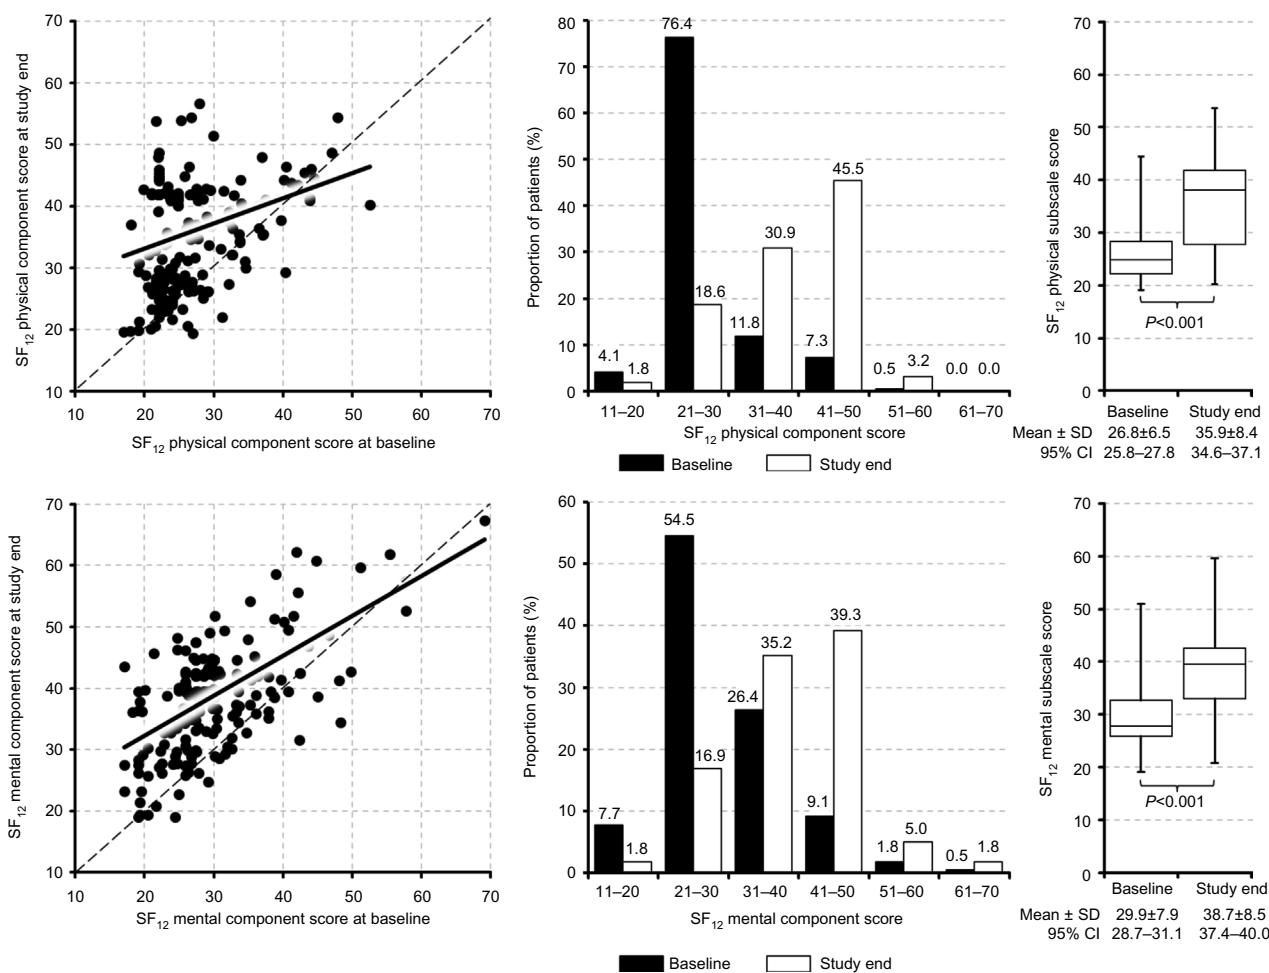 70
60
50
40
30
20
10
10 20 30 40 50 60 70
SF12 physical component score at study end
SF12 physical component score at baseline
80
70
60
50
40
30
20
10
0
Proportion of patients (%)
76.4
45.5
30.9
18.6
11.8
7.3
4.1
1.8
0.5
3.2
0.0 0.0
11–20 21–30 31–40 41–50 51–60 61–70
SF12 physical component score
Baseline Study end
70
60
50
40
30
20
10
0
SF12 physical subscale score
P<0.001
Baseline Study end
Mean ± SD 26.8±6.5 35.9±8.4
95% CI 25.8–27.8 34.6–37.1
70
60
50
40
30
20
10
10 20 30 40 50 60 70
SF12 mental component score at study end
SF12 mental component score at baseline
60
50
40
30
20
10
0
Proportion of patients (%)
54.5
39.3
35.2
26.4
16.9
7.7
1.8
9.1
1.8
5.0
0.5
1.8
11–20 21–30 31–40 41–50 51–60 61–70
SF12 mental component score
Baseline Study end
70
60
50
40
30
20
10
0
SF12 mental subscale score
P<0.001
Baseline Study end
Mean ± SD 29.9±7.9 38.7±8.5
95% CI 28.7–31.1 37.4–40.0